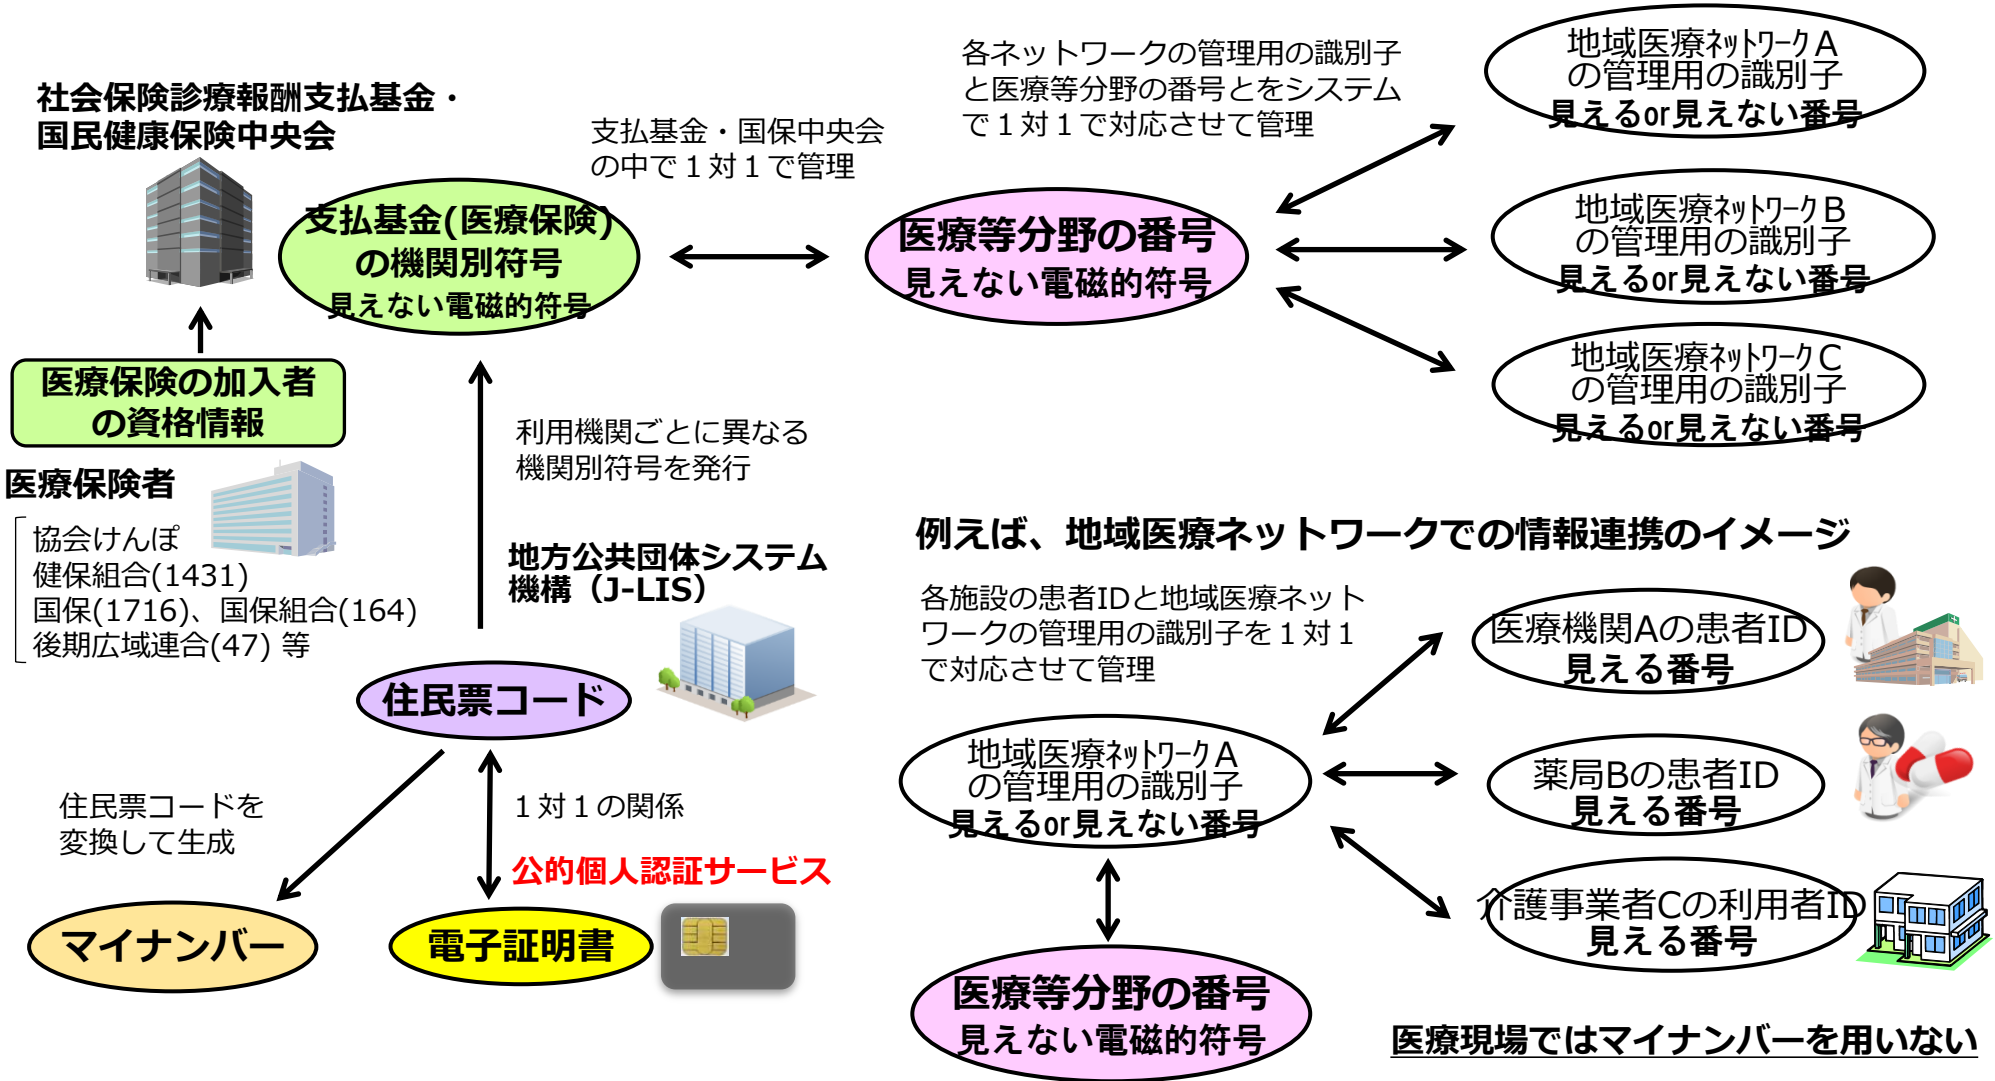 社会保険診療報酬支払基金・
国民健康保険中央会
支払基金(医療保険)
の機関別符号
見えない電磁的符号
支払基金・国保中央会
の中で１対１で管理
医療等分野の番号
見えない電磁的符号
各ネットワークの管理用の識別子
と医療等分野の番号とをシステム
で１対１で対応させて管理
地域医療ﾈｯﾄﾜｰｸA
の管理用の識別子
見えるor見えない番号
地域医療ﾈｯﾄﾜｰｸB
の管理用の識別子
見えるor見えない番号
地域医療ﾈｯﾄﾜｰｸC
の管理用の識別子
見えるor見えない番号
医療保険の加入者
の資格情報
医療保険者
協会けんぽ
健保組合(1431)
国保(1716)、国保組合(164)
後期広域連合(47) 等
利用機関ごとに異なる
機関別符号を発行
地方公共団体システム
機構（J-LIS）
住民票コード
住民票コードを
変換して生成
１対１の関係
公的個人認証サービス
マイナンバー
電子証明書
例えば、地域医療ネットワークでの情報連携のイメージ
各施設の患者IDと地域医療ネット
ワークの管理用の識別子を１対１
で対応させて管理
地域医療ﾈｯﾄﾜｰｸA
の管理用の識別子
見えるor見えない番号
医療機関Aの患者ID
見える番号
薬局Bの患者ID
見える番号
介護事業者Cの利用者ID
見える番号
医療等分野の番号
見えない電磁的符号
医療現場ではマイナンバーを用いない